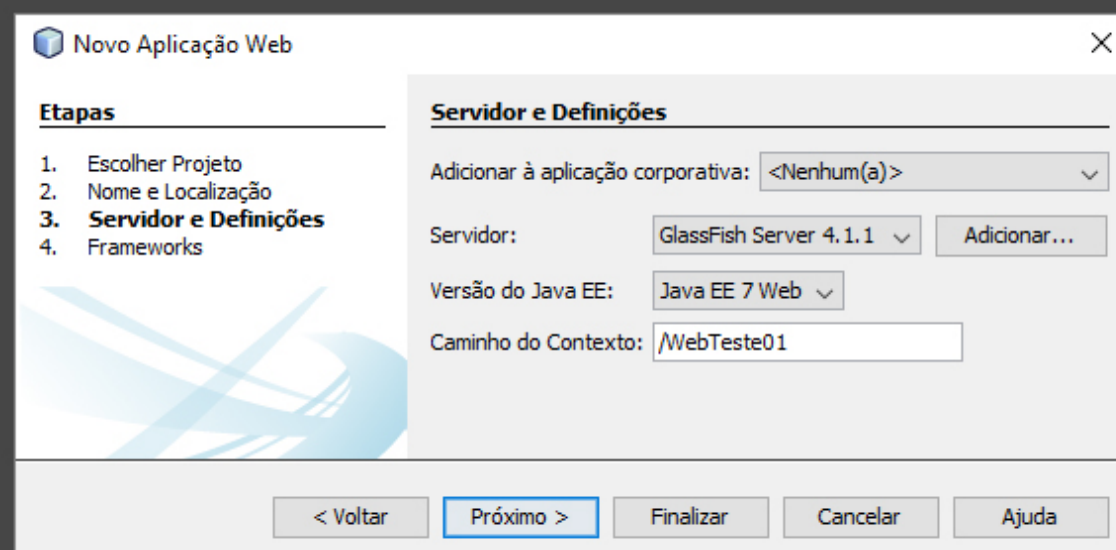 Novo Aplicação Web
Etapas
1. Escolher Projeto
2. Nome e Localização
3. Servidor e Definições
4. Frameworks
Servidor e Definições
Adicionar à aplicação corporativa: <Nenhum(a)>
Servidor: GlassFish Server 4.1.1 Adicionar...
Versão do Java EE: Java EE 7 Web
Caminho do Contexto: /WebTeste01
< Voltar Próximo > Finalizar Cancelar Ajuda